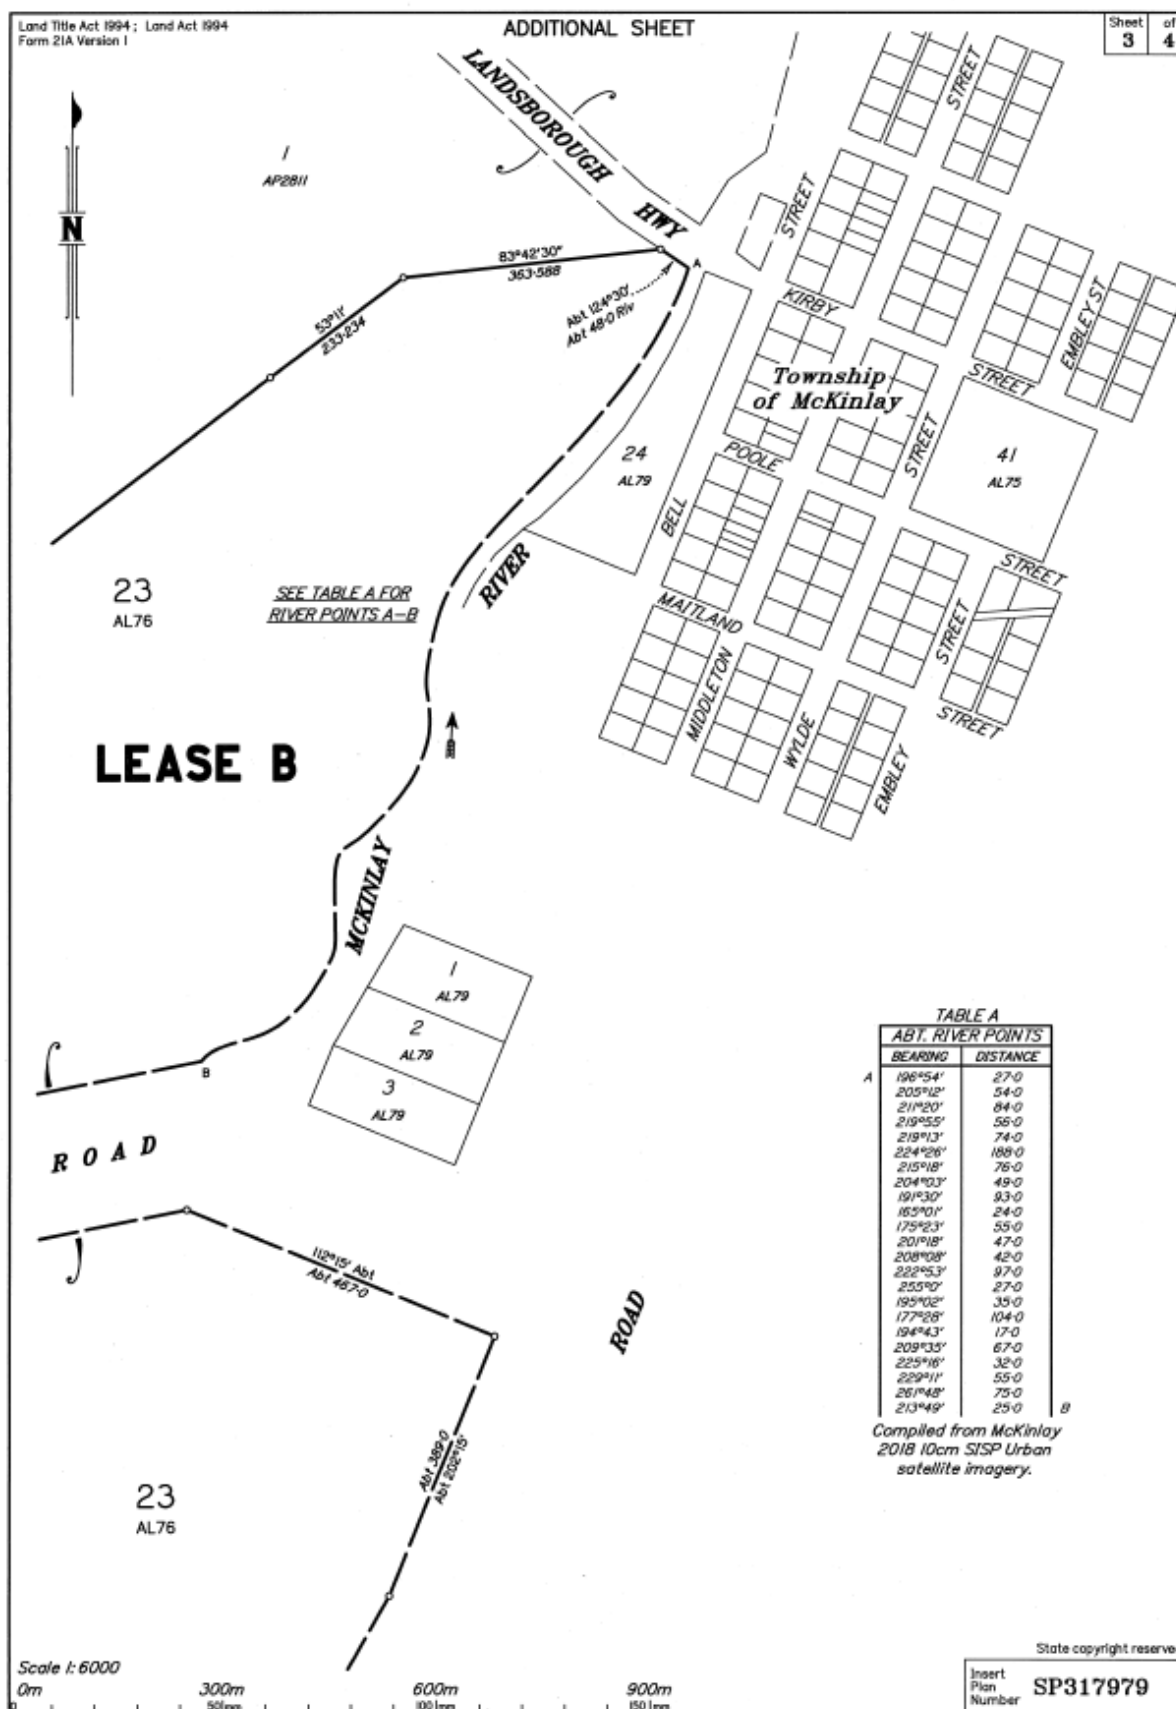 Land Title Act 1994 ; Land Act 1994
Form 21A Version 1
ADDITIONAL SHEET
Sheet of
3 4
LANDSBOROUGH
HWY
1
AP2811
N
83°42'30"
363·588
53°11'
233·234
A
Abt 124°30'
Abt 48·0 Riv
STREET
STREET
KIRBY
STREET
EMBLEY ST
Township
of McKinlay
24
AL79
POOLE
STREET
41
AL75
BELL
RIVER
STREET
23
AL76
SEE TABLE A FOR
RIVER POINTS A–B
MAITLAND
STREET
MIDDLETON
STREET
WYLDE
EMBLEY
LEASE B
MCKINLAY
1
AL79
2
AL79
3
AL79
B
ROAD
112°15' Abt
Abt 467·0
ROAD
Abt 389·0
Abt 202°15'
23
AL76
TABLE A
ABT. RIVER POINTS
BEARING DISTANCE
A 196°54' 27·0
205°12' 54·0
211°20' 84·0
219°55' 56·0
219°13' 74·0
224°26' 188·0
215°18' 76·0
204°03' 49·0
191°30' 93·0
165°01' 24·0
175°23' 55·0
201°18' 47·0
208°08' 42·0
222°53' 97·0
255°0' 27·0
195°02' 35·0
177°28' 104·0
194°43' 17·0
209°35' 67·0
225°16' 32·0
229°11' 55·0
261°48' 75·0
213°49' 25·0 B
Compiled from McKinlay
2018 10cm SISP Urban
satellite imagery.
Scale 1: 6000
0m 300m 600m 900m
0 50mm 100mm 150mm
State copyright reserve
Insert
Plan
Number
SP317979